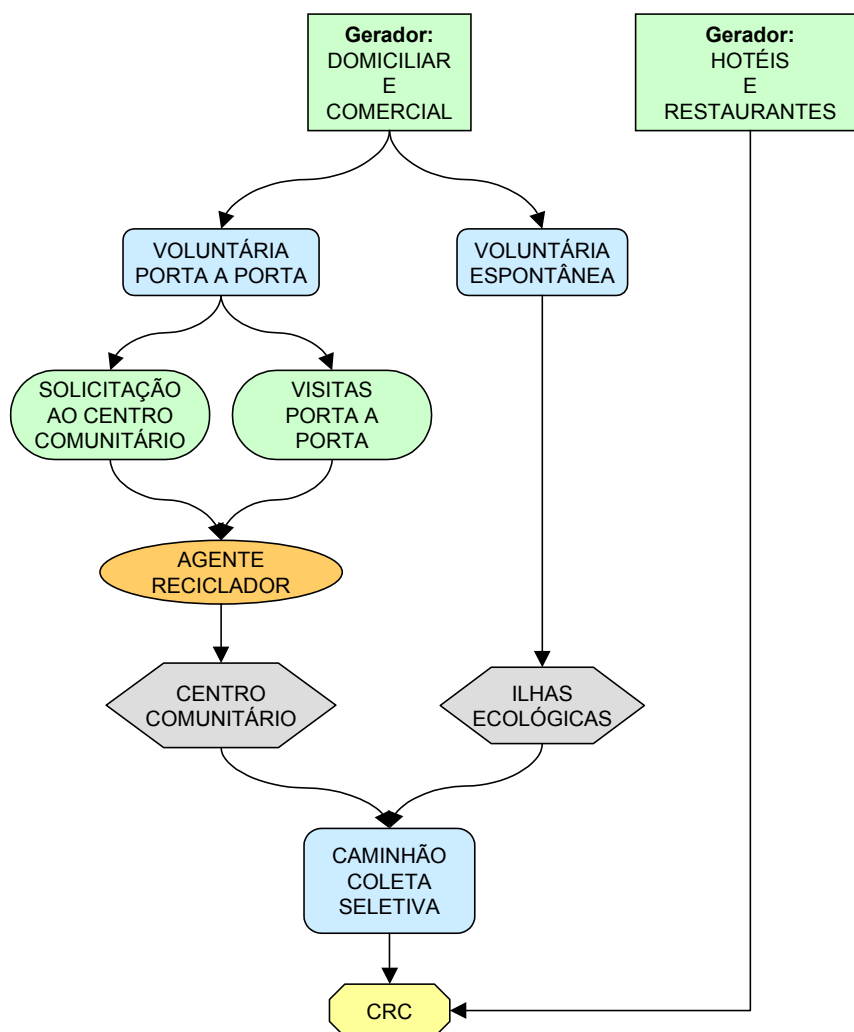 Gerador:
DOMICILIAR
E
COMERCIAL
Gerador:
HOTÉIS
E
RESTAURANTES
VOLUNTÁRIA
PORTA A PORTA
VOLUNTÁRIA
ESPONTÂNEA
SOLICITAÇÃO
AO CENTRO
COMUNITÁRIO
VISITAS
PORTA A
PORTA
AGENTE
RECICLADOR
CENTRO
COMUNITÁRIO
ILHAS
ECOLÓGICAS
CAMINHÃO
COLETA
SELETIVA
CRC